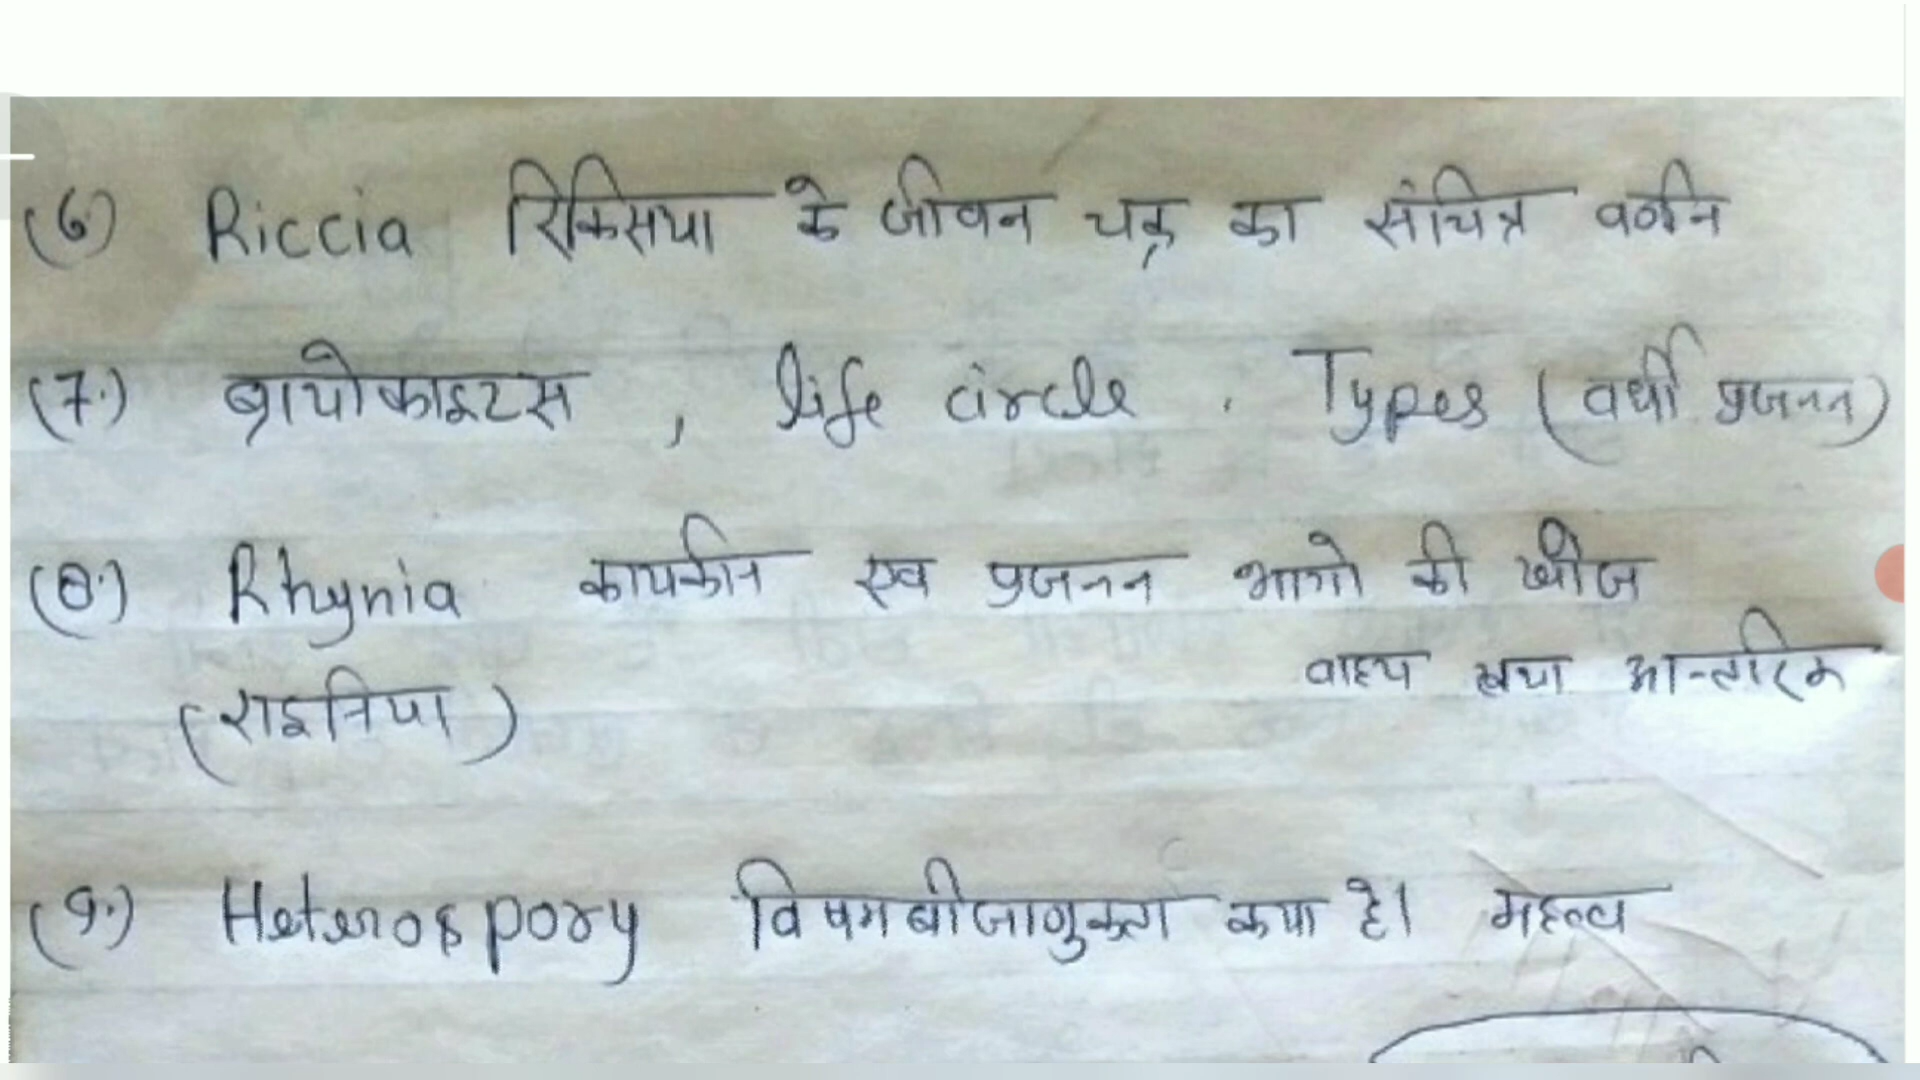 (6.) Riccia रिक्सिया के जीवन चक्र का संचित्र वर्णन
(7.) ब्रायोफाइटस , life circle . Types (वर्धी प्रजनन)
(8.) Rhynia कायकीन एव प्रजनन भागो की खोज
वाह्य तथा आन्तरिक
(राइनिया)
(9.) Heterospory विषमबीजाणुकता क्या है। महत्व